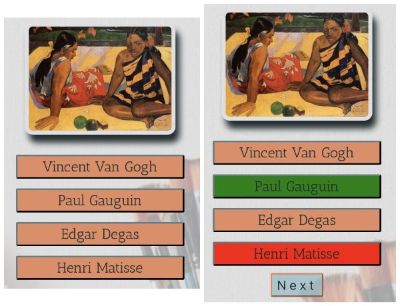 Vincent Van Gogh
Paul Gauguin
Edgar Degas
Henri Matisse
Vincent Van Gogh
Paul Gauguin
Edgar Degas
Henri Matisse
Next